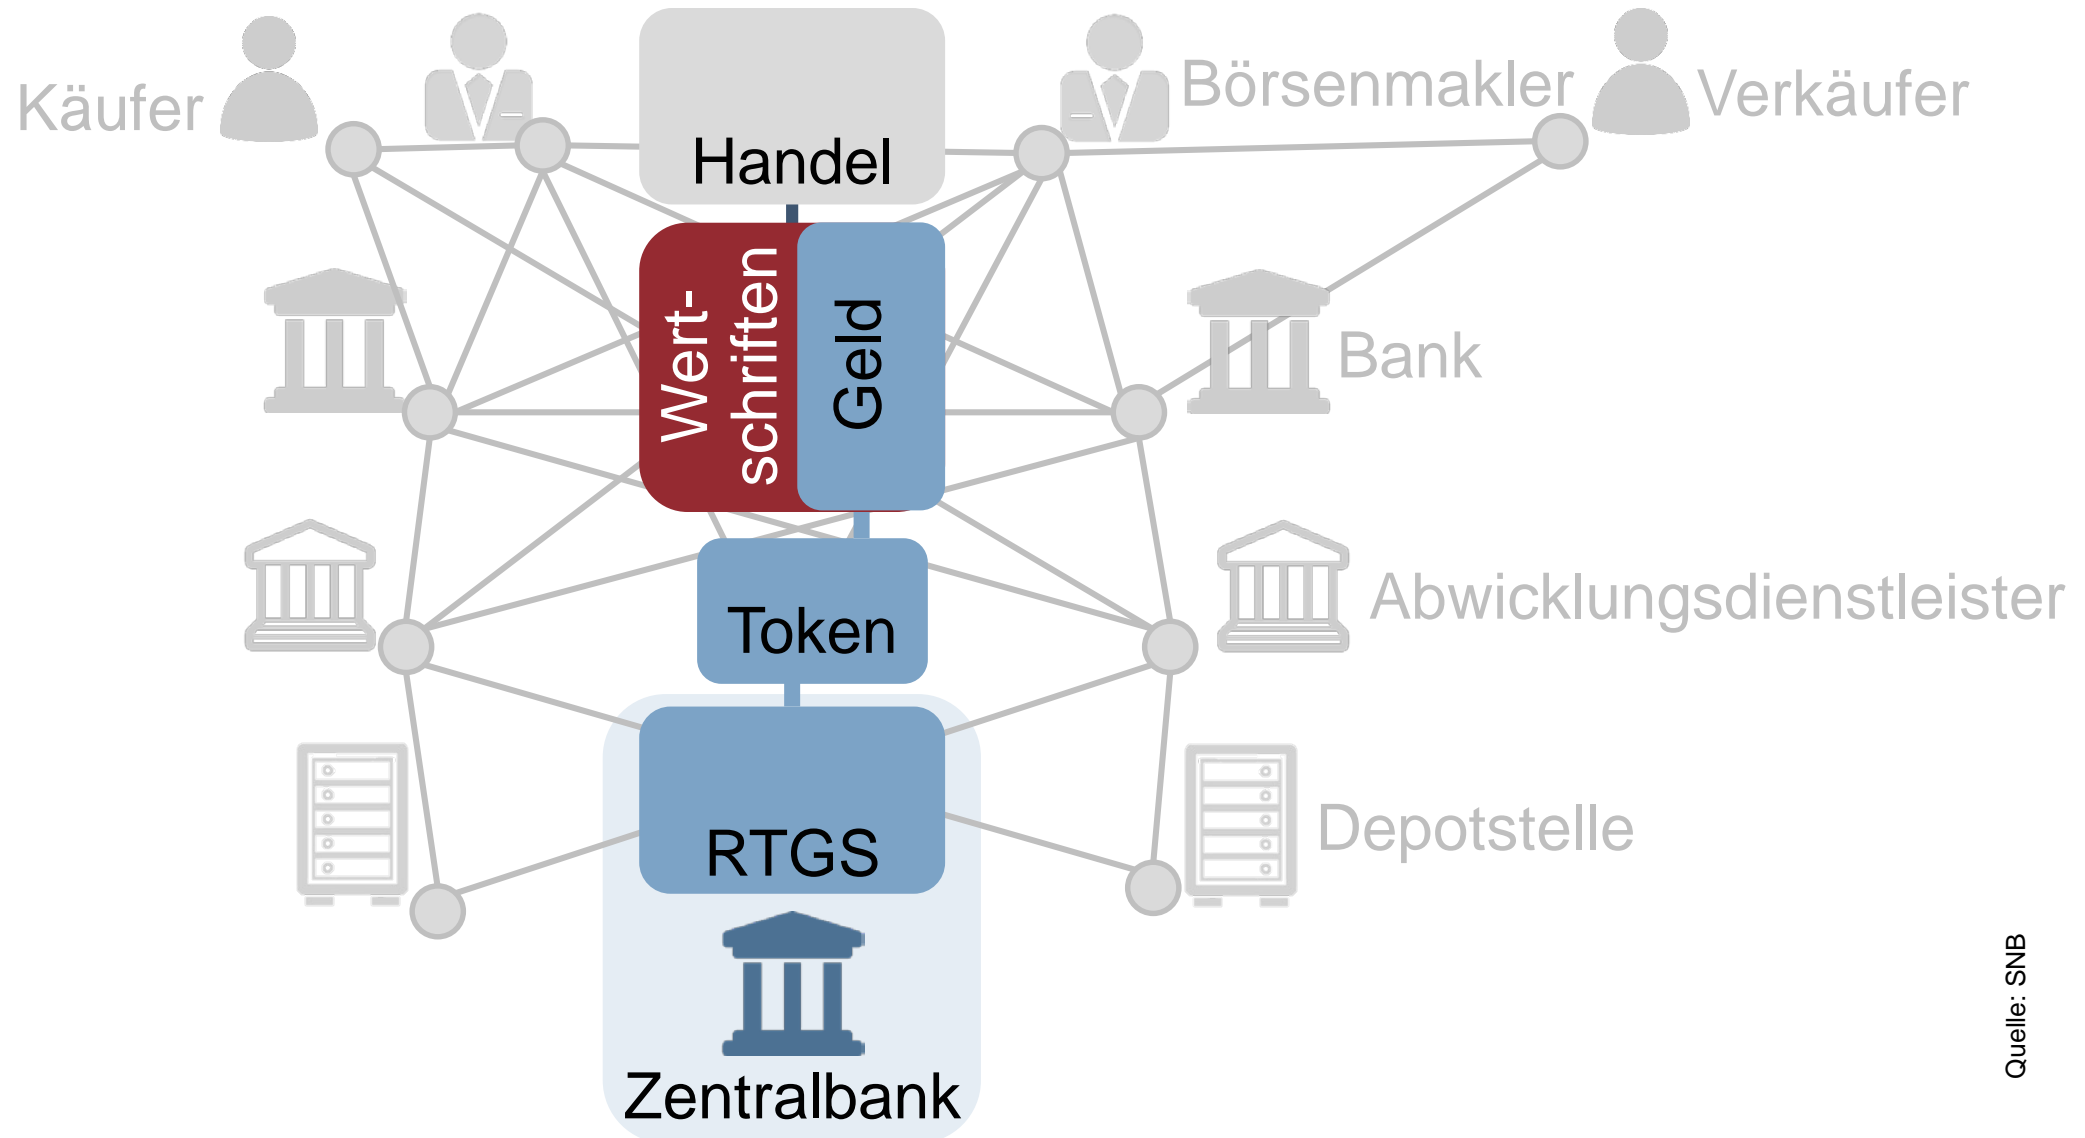 Käufer
Handel
Börsenmakler
Verkäufer
Wert-
schriften
Geld
Bank
Token
Abwicklungsdienstleister
RTGS
Depotstelle
Zentralbank
Quelle: SNB